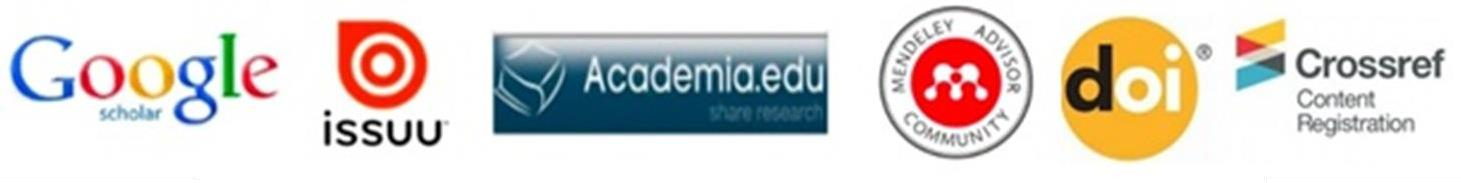 Google
scholar
issuu
Academia.edu
share research
MENDELEY ADVISOR
COMMUNITY
doi®
Crossref
Content
Registration